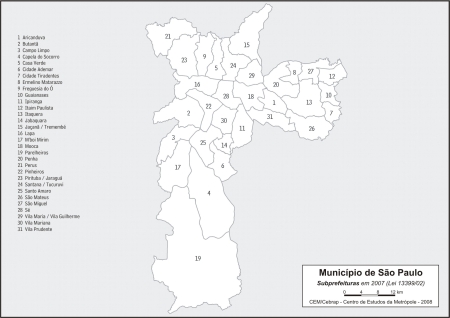 1 Aricanduva
2 Butantã
3 Campo Limpo
4 Capela do Socorro
5 Casa Verde
6 Cidade Ademar
7 Cidade Tiradentes
8 Ermelino Matarazzo
9 Freguesia do Ó
10 Guaianases
11 Ipiranga
12 Itaim Paulista
13 Itaquera
14 Jabaquara
15 Jaçanã / Tremembé
16 Lapa
17 M'Boi Mirim
18 Mooca
19 Parelheiros
20 Penha
21 Perus
22 Pinheiros
23 Pirituba / Jaraguá
24 Santana / Tucuruvi
25 Santo Amaro
26 São Mateus
27 São Miguel
28 Sé
29 Vila Maria / Vila Guilherme
30 Vila Mariana
31 Vila Prudente
21
15
9
5
23
24
29
16
28
20
8
27
12
18
1
13
10
7
22
2
30
11
31
26
3
25
14
6
17
4
19
Município de São Paulo
Subprefeituras em 2007 (Lei 13399/02)
0 4 8 12 km
CEM/Cebrap - Centro de Estudos da Metrópole - 2008